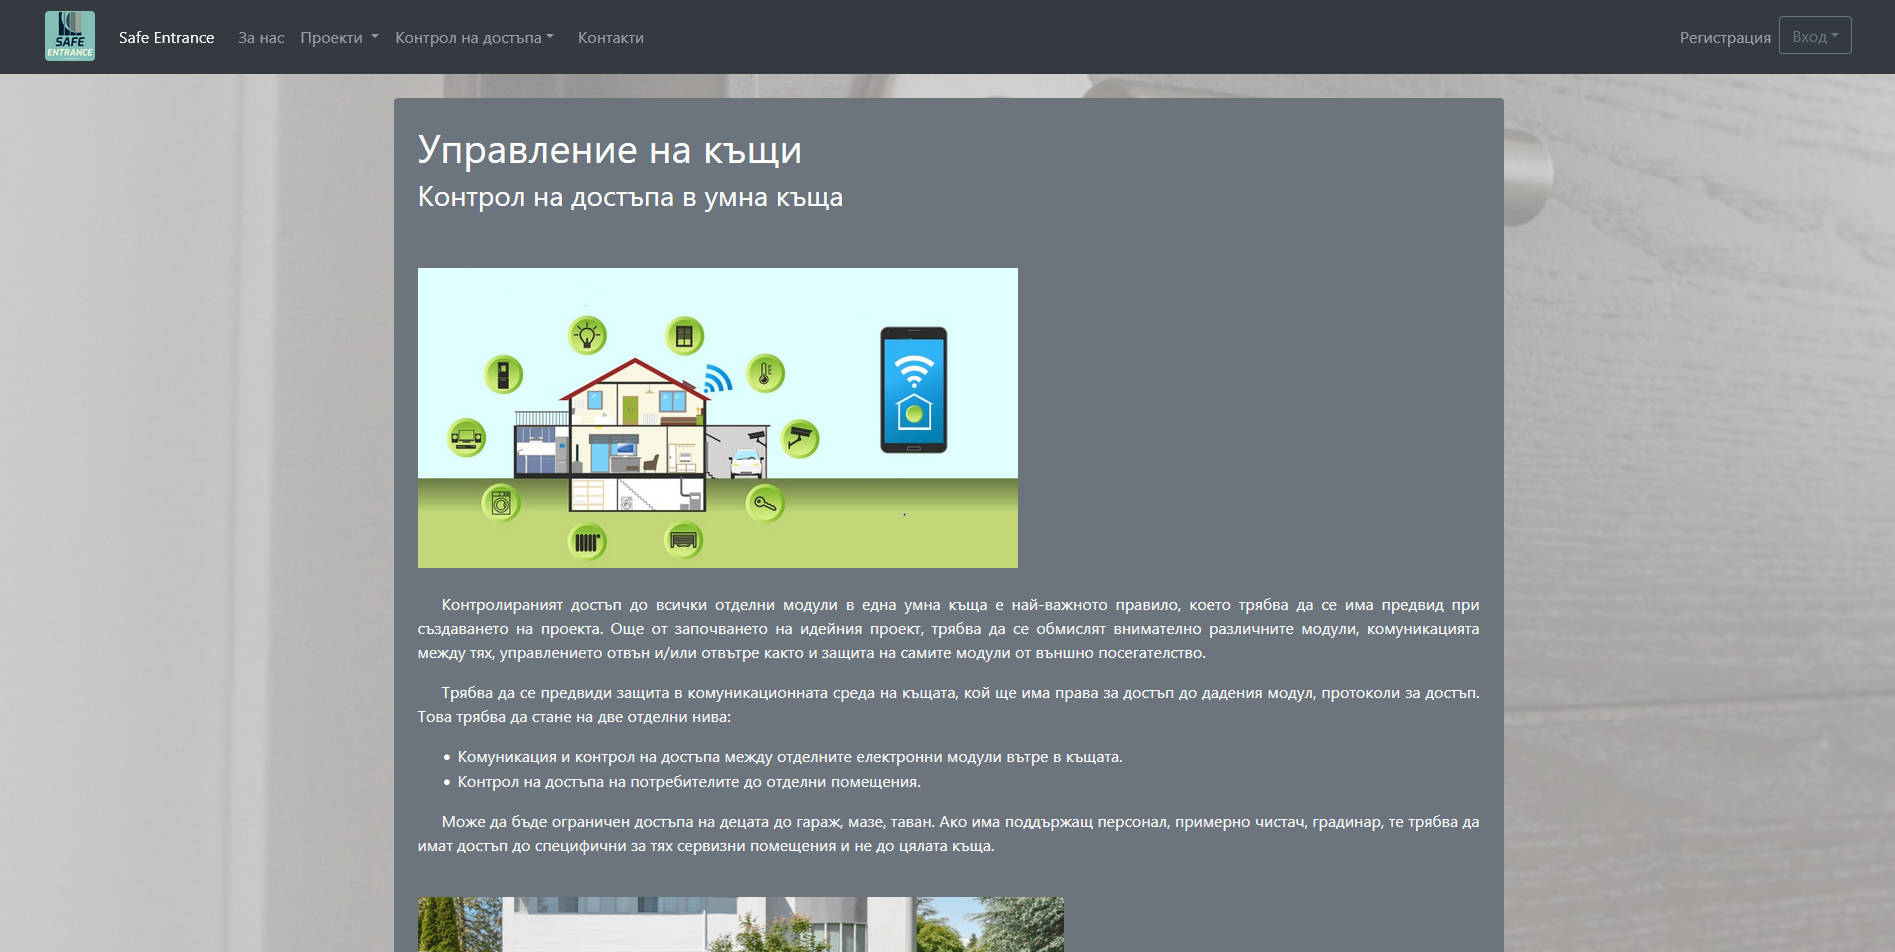 SAFE
ENTRANCE
Safe Entrance За нас Проекти Контрол на достъпа Контакти Регистрация Вход
Управление на къщи
Контрол на достъпа в умна къща
Контролираният достъп до всички отделни модули в една умна къща е най-важното правило, което трябва да се има предвид при
създаването на проекта. Още от започването на идейния проект, трябва да се обмислят внимателно различните модули, комуникацията
между тях, управлението отвън и/или отвътре както и защита на самите модули от външно посегателство.
Трябва да се предвиди защита в комуникационната среда на къщата, кой ще има права за достъп до дадения модул, протоколи за достъп.
Това трябва да стане на две отделни нива:
• Комуникация и контрол на достъпа между отделните електронни модули вътре в къщата.
• Контрол на достъпа на потребителите до отделни помещения.
Може да бъде ограничен достъпа на децата до гараж, мазе, таван. Ако има поддържащ персонал, примерно чистач, градинар, те трябва да
имат достъп до специфични за тях сервизни помещения и не до цялата къща.